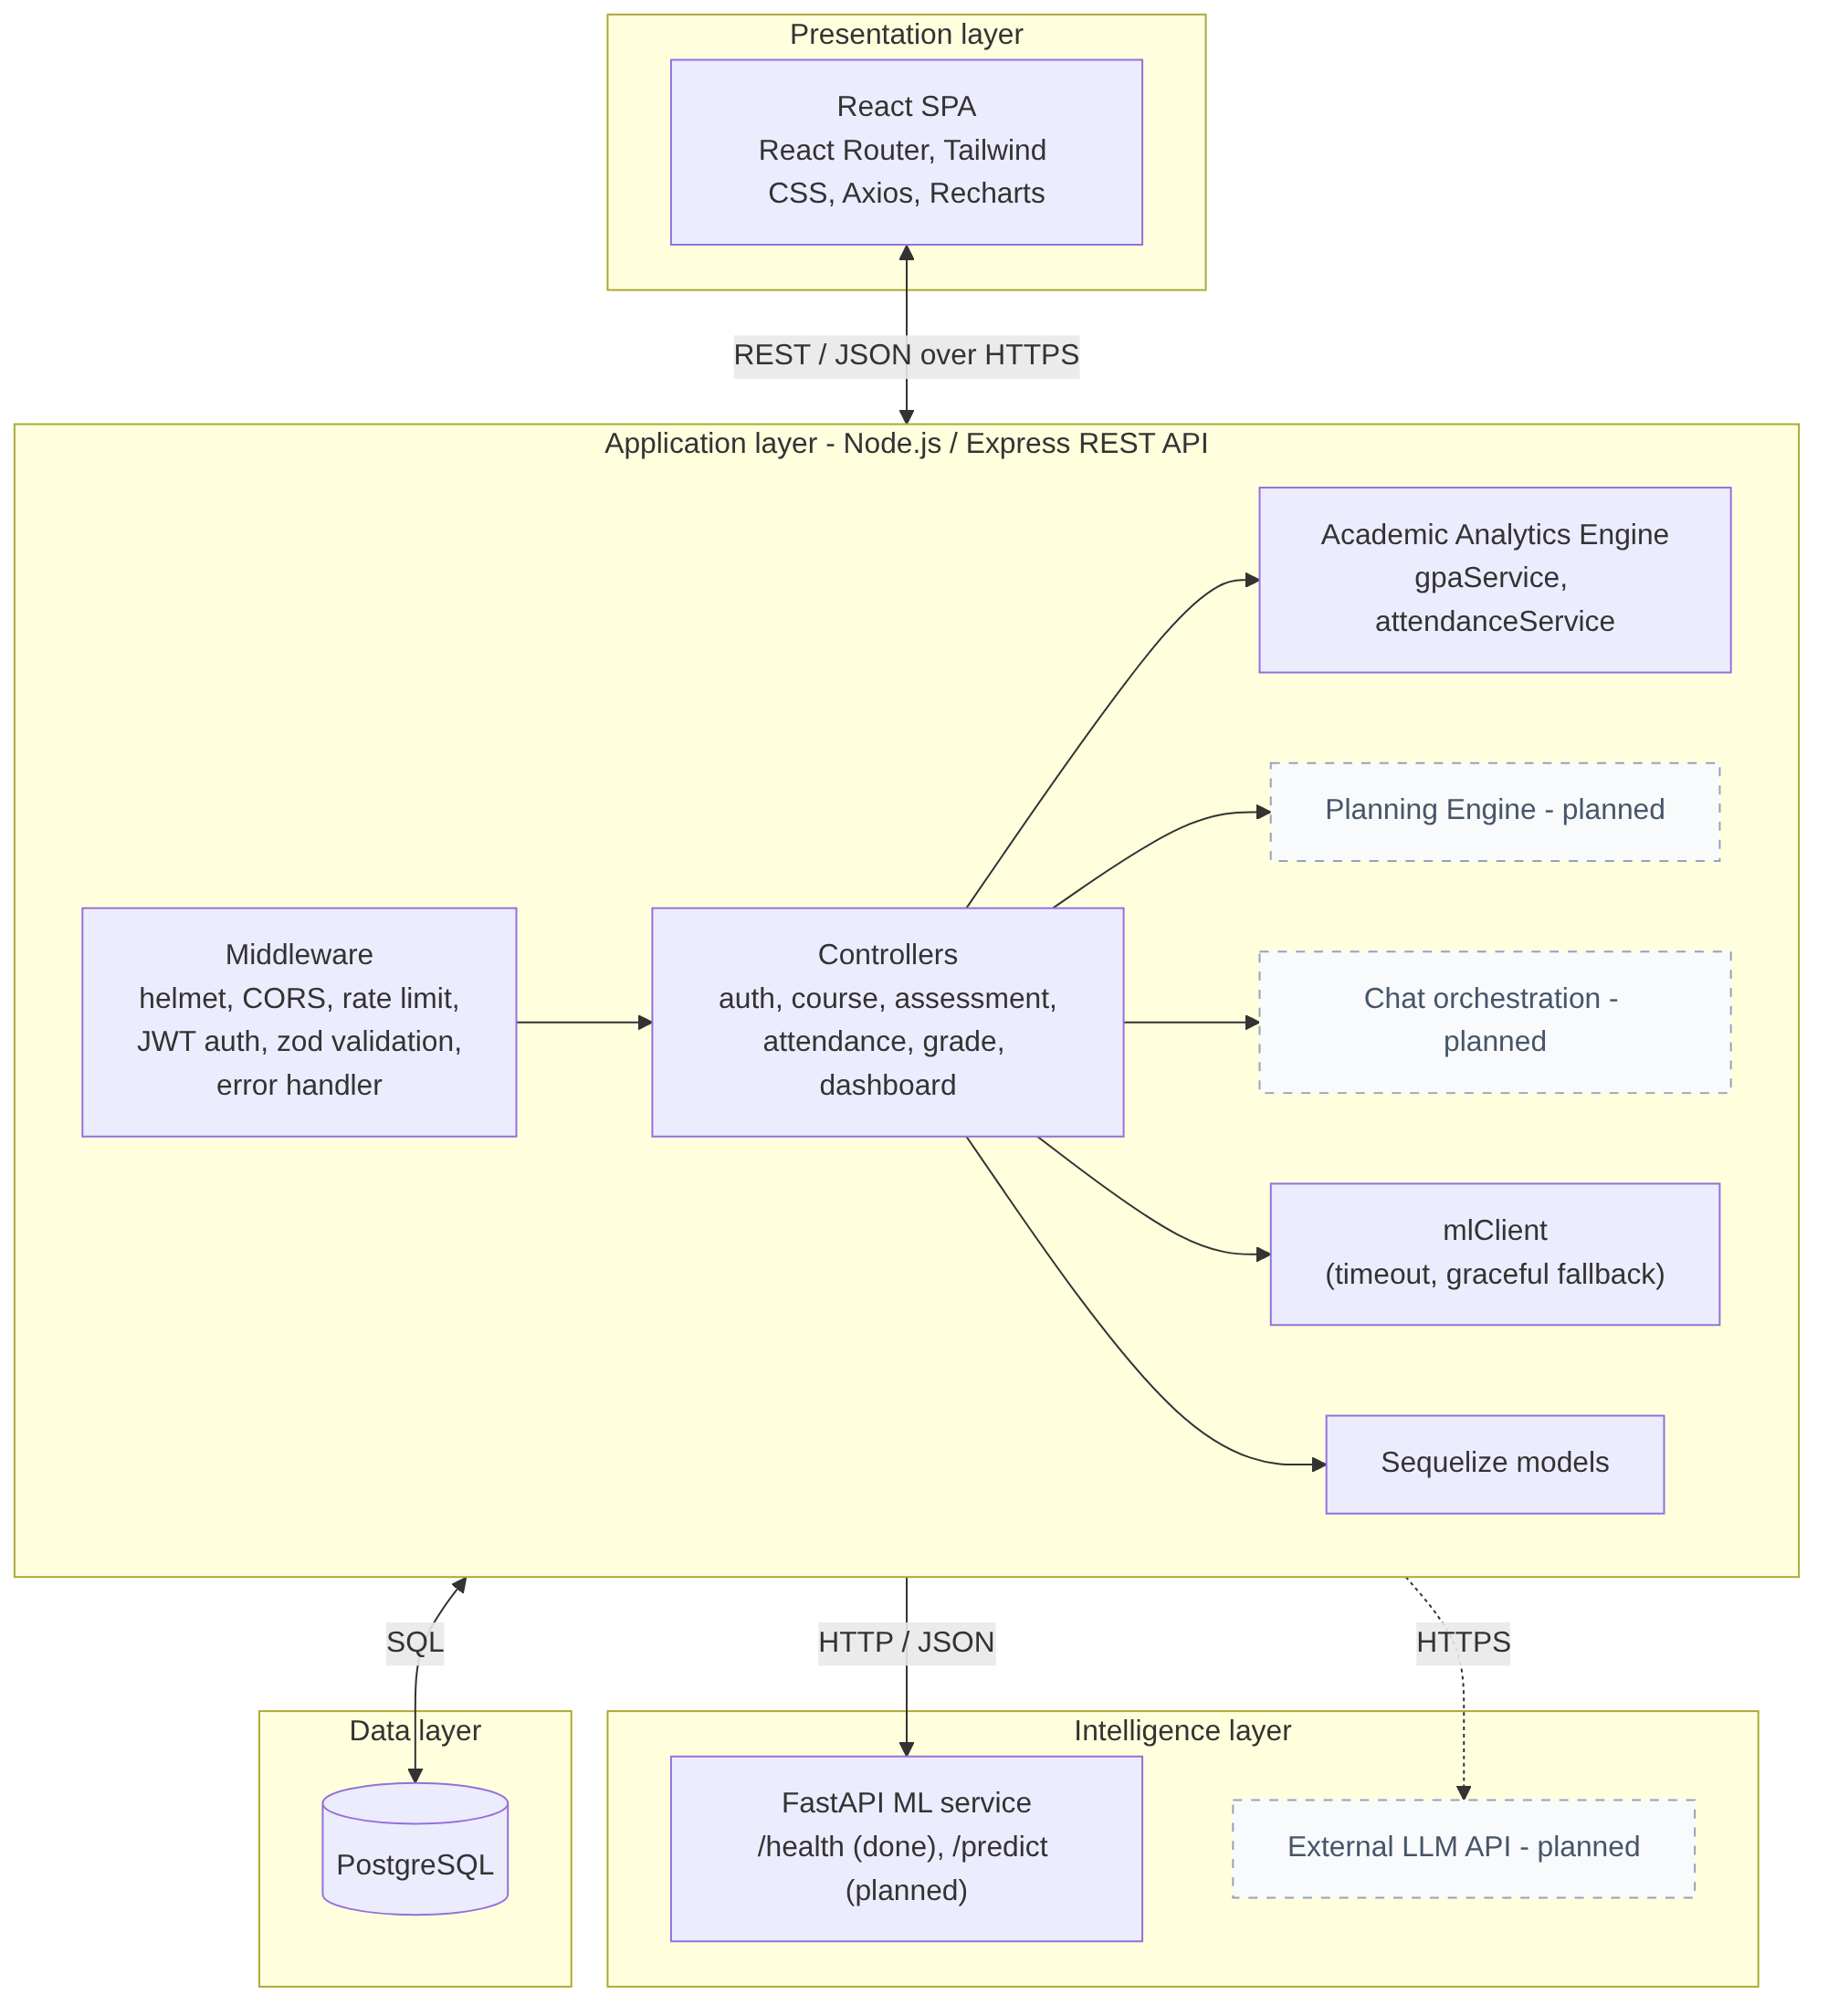 Presentation layer
React SPA
React Router, Tailwind
CSS, Axios, Recharts
REST / JSON over HTTPS
Application layer - Node.js / Express REST API
Academic Analytics Engine
gpaService,
attendanceService
Planning Engine - planned
Middleware
helmet, CORS, rate limit,
JWT auth, zod validation,
error handler
Controllers
auth, course, assessment,
attendance, grade,
dashboard
Chat orchestration -
planned
mlClient
(timeout, graceful fallback)
Sequelize models
SQL
HTTP / JSON
HTTPS
Data layer
PostgreSQL
Intelligence layer
FastAPI ML service
/health (done), /predict
(planned)
External LLM API - planned